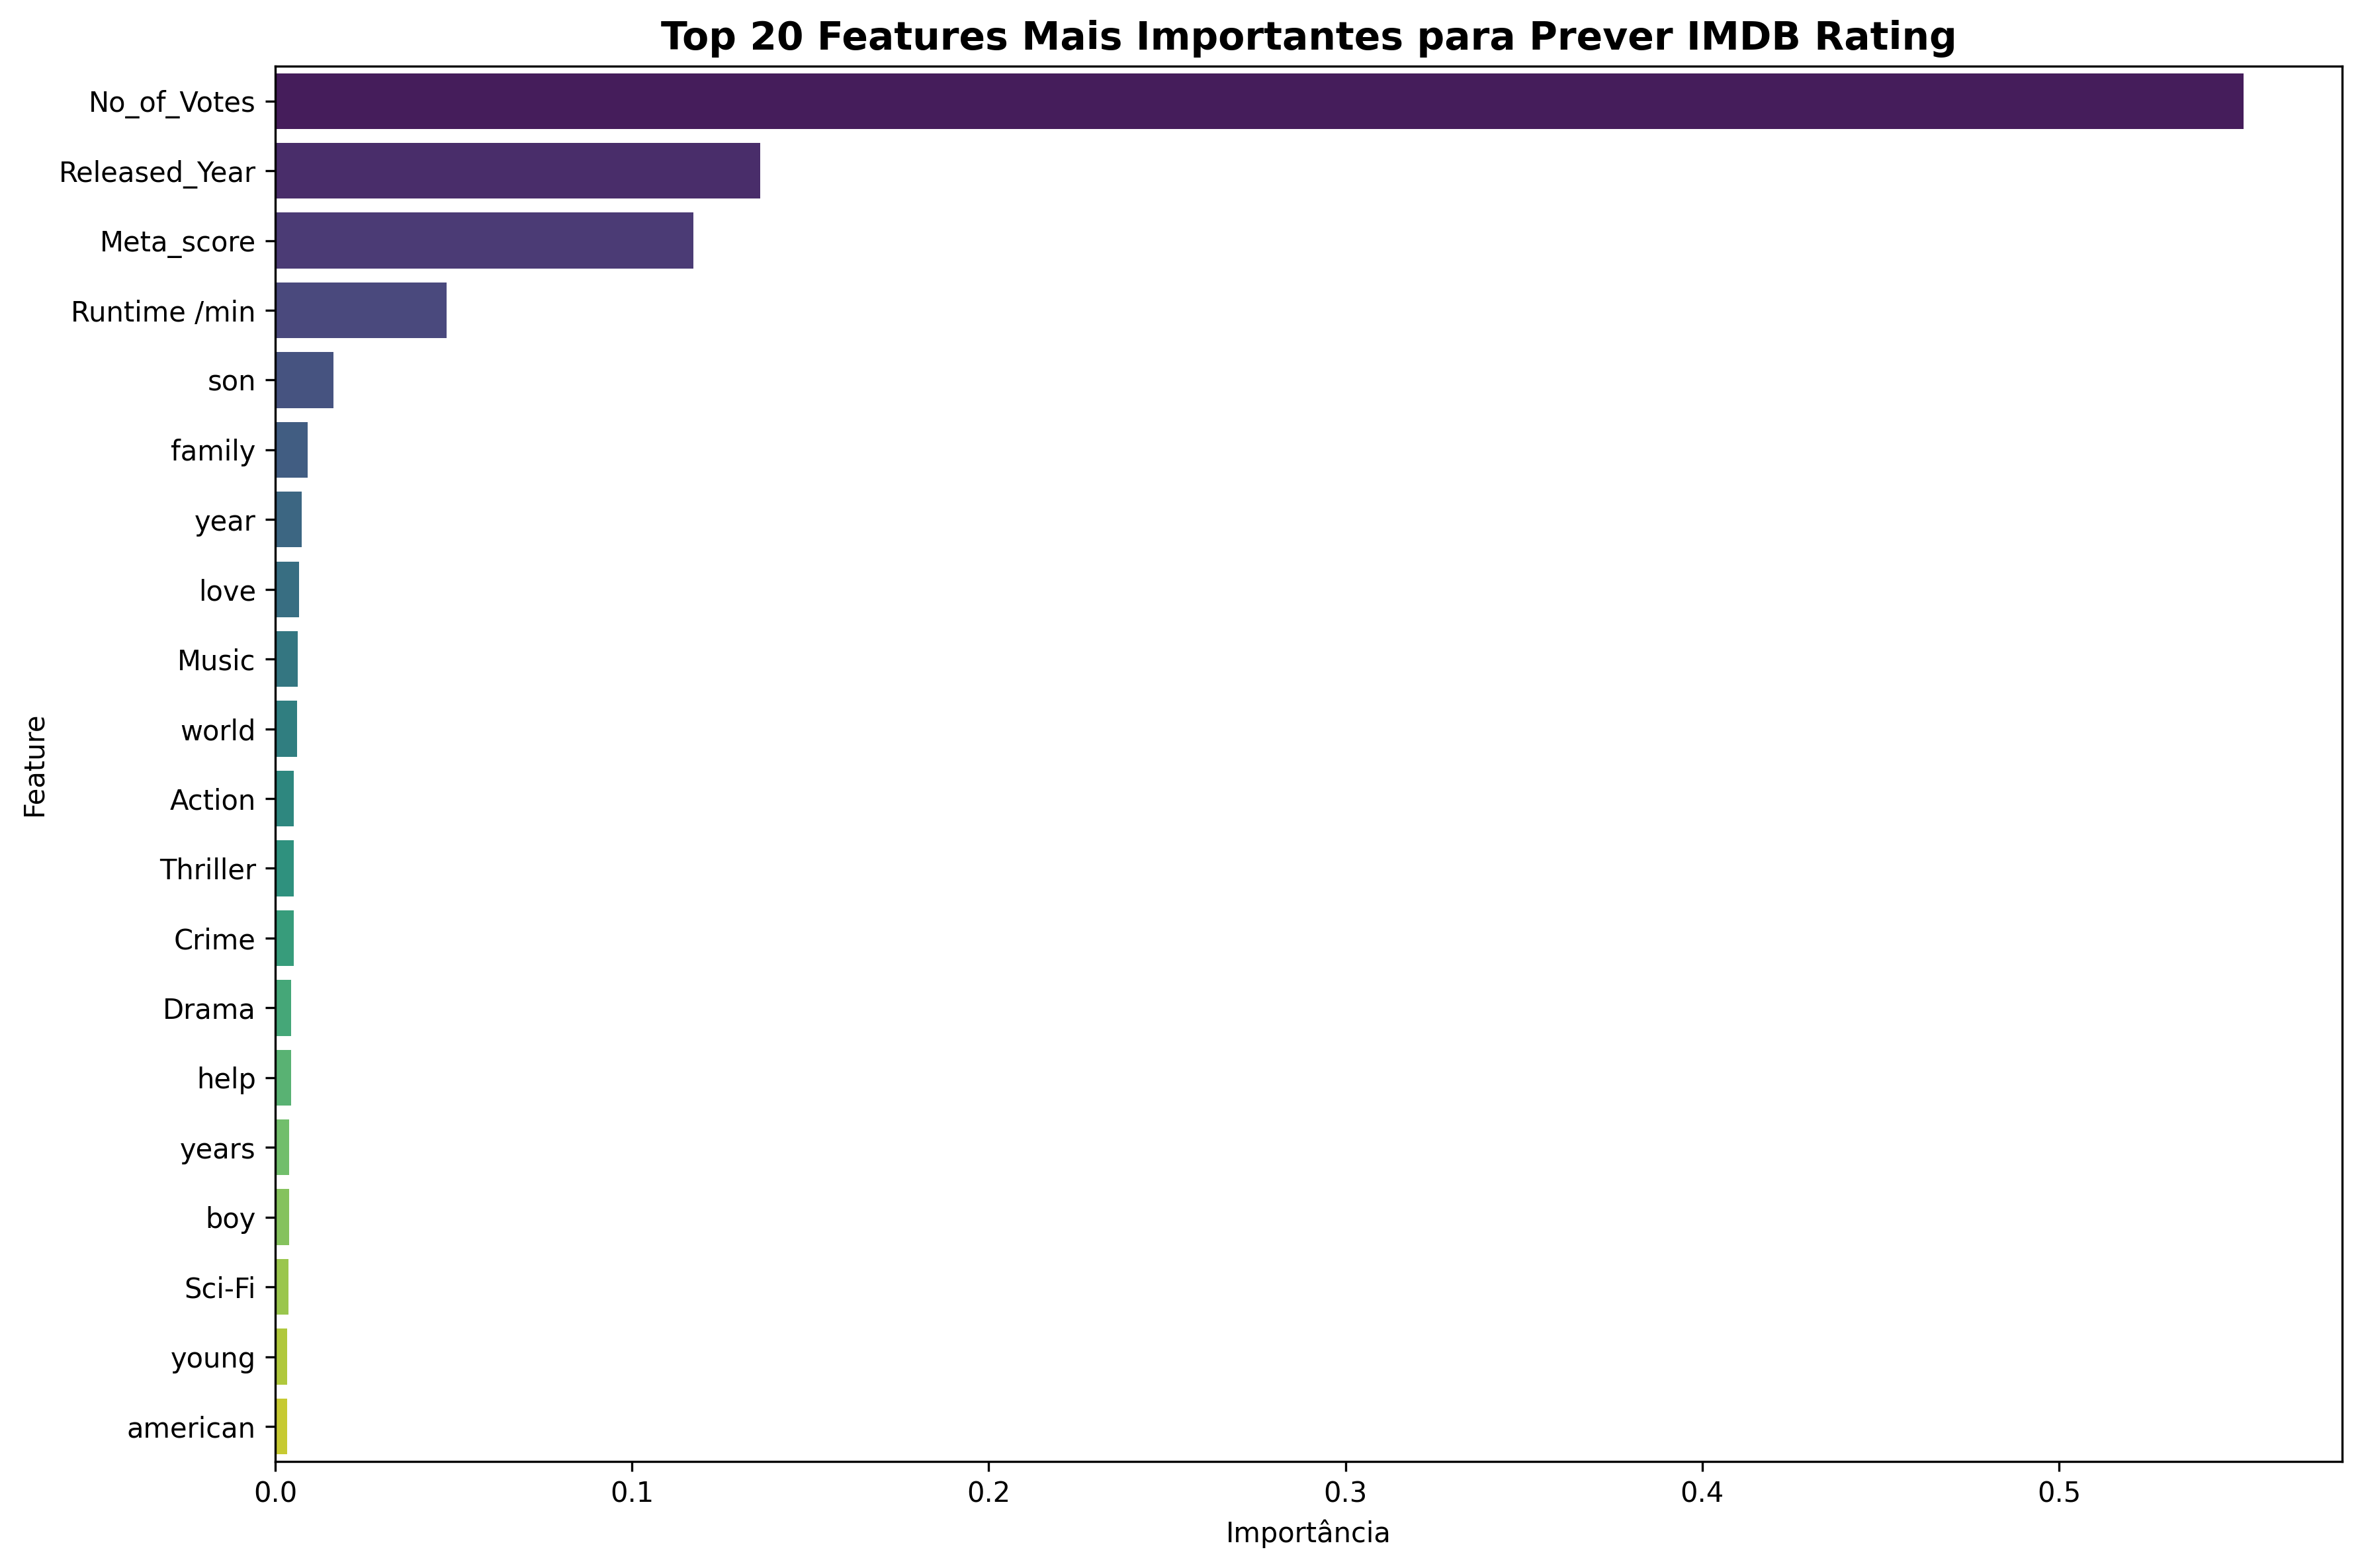 Top 20 Features Mais Importantes para Prever IMDB Rating
No_of_Votes
Released_Year
Meta_score
Runtime /min
son
family
year
love
Music
world
Action
Thriller
Crime
Drama
help
years
boy
Sci-Fi
young
american
Feature
0.0 0.1 0.2 0.3 0.4 0.5
Importância